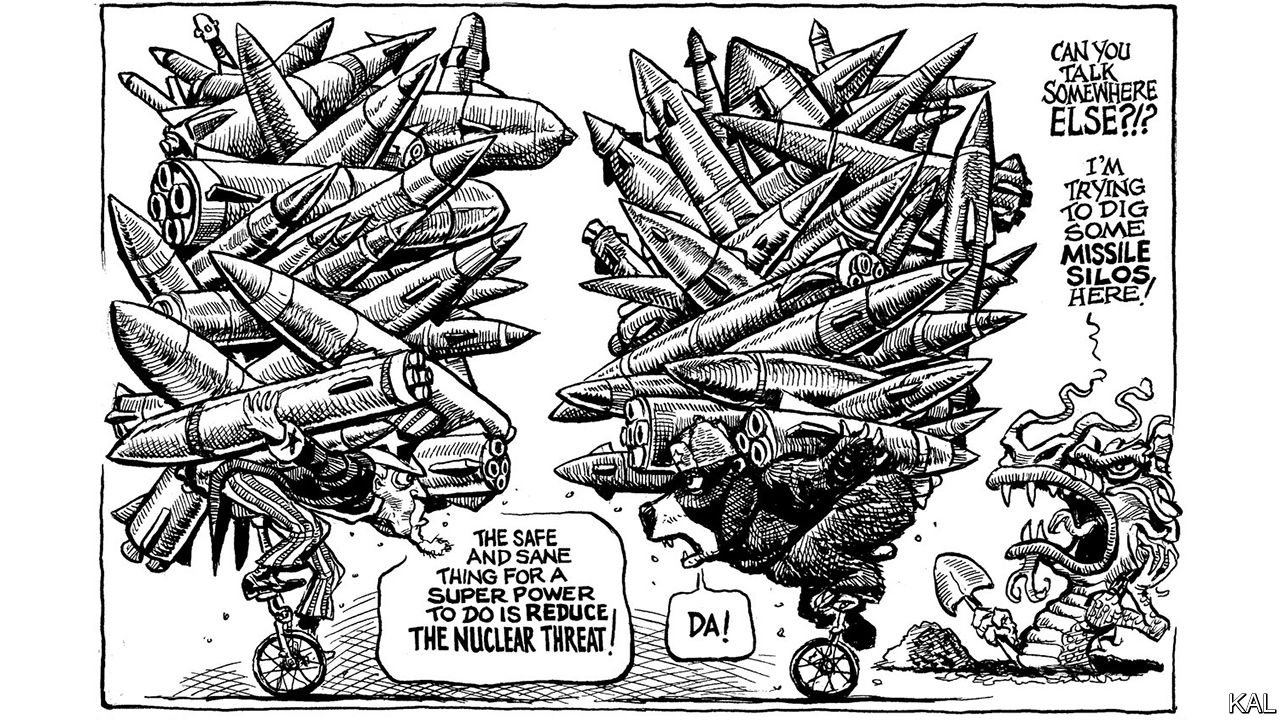 THE SAFE
AND SANE
THING FOR A
SUPER POWER
TO DO IS REDUCE
THE NUCLEAR THREAT!
DA!
CAN YOU
TALK
SOMEWHERE
ELSE?!?
I'M
TRYING
TO DIG
SOME
MISSILE
SILOS
HERE!
KAL